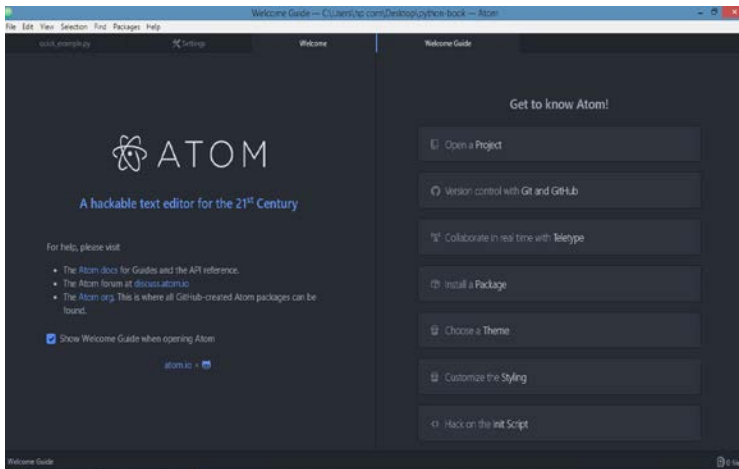 Welcome Guide — C:\Users\hp com\Desktop\python-bock — Atom
File Edit View Selection Find Packages Help
quick_example.py
Settings
Welcome
Welcome Guide
ATOM
A hackable text editor for the 21st Century
For help, please visit
• The Atom docs for Guides and the API reference.
• The Atom forum at discuss.atom.io
• The Atom org. This is where all GitHub-created Atom packages can be
found.
Show Welcome Guide when opening Atom
atom.io ×
Get to know Atom!
Open a Project
Version control with Git and GitHub
Collaborate in real time with Teletype
Install a Package
Choose a Theme
Customize the Styling
Hack on the Init Script
Welcome Guide